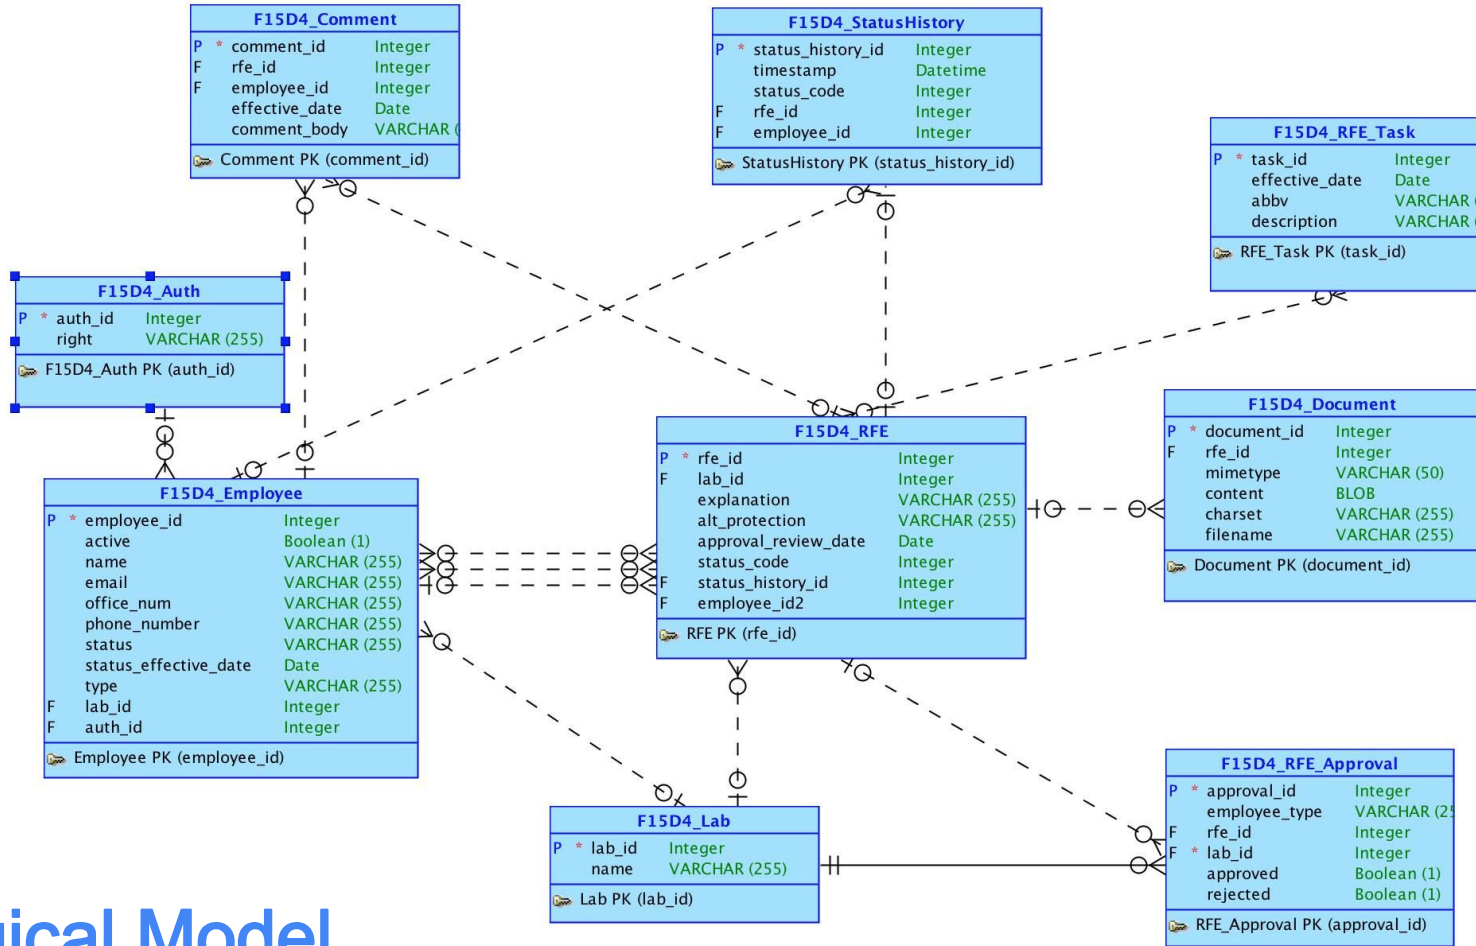 F15D4_Comment
P * comment_id Integer
F rfe_id Integer
F employee_id Integer
effective_date Date
comment_body VARCHAR (
Comment PK (comment_id)
F15D4_StatusHistory
P * status_history_id Integer
timestamp Datetime
status_code Integer
F rfe_id Integer
F employee_id Integer
StatusHistory PK (status_history_id)
F15D4_RFE_Task
P * task_id Integer
effective_date Date
abbv VARCHAR (
description VARCHAR (
RFE_Task PK (task_id)
F15D4_Auth
P * auth_id Integer
right VARCHAR (255)
F15D4_Auth PK (auth_id)
F15D4_Employee
P * employee_id Integer
active Boolean (1)
name VARCHAR (255)
email VARCHAR (255)
office_num VARCHAR (255)
phone_number VARCHAR (255)
status VARCHAR (255)
status_effective_date Date
type VARCHAR (255)
F lab_id Integer
F auth_id Integer
Employee PK (employee_id)
F15D4_RFE
P * rfe_id Integer
F lab_id Integer
explanation VARCHAR (255)
alt_protection VARCHAR (255)
approval_review_date Date
status_code Integer
F status_history_id Integer
F employee_id2 Integer
RFE PK (rfe_id)
F15D4_Document
P * document_id Integer
F rfe_id Integer
mimetype VARCHAR (50)
content BLOB
charset VARCHAR (255)
filename VARCHAR (255)
Document PK (document_id)
F15D4_Lab
P * lab_id Integer
name VARCHAR (255)
Lab PK (lab_id)
F15D4_RFE_Approval
P * approval_id Integer
employee_type VARCHAR (25
F rfe_id Integer
F * lab_id Integer
approved Boolean (1)
rejected Boolean (1)
RFE_Approval PK (approval_id)
gical Model